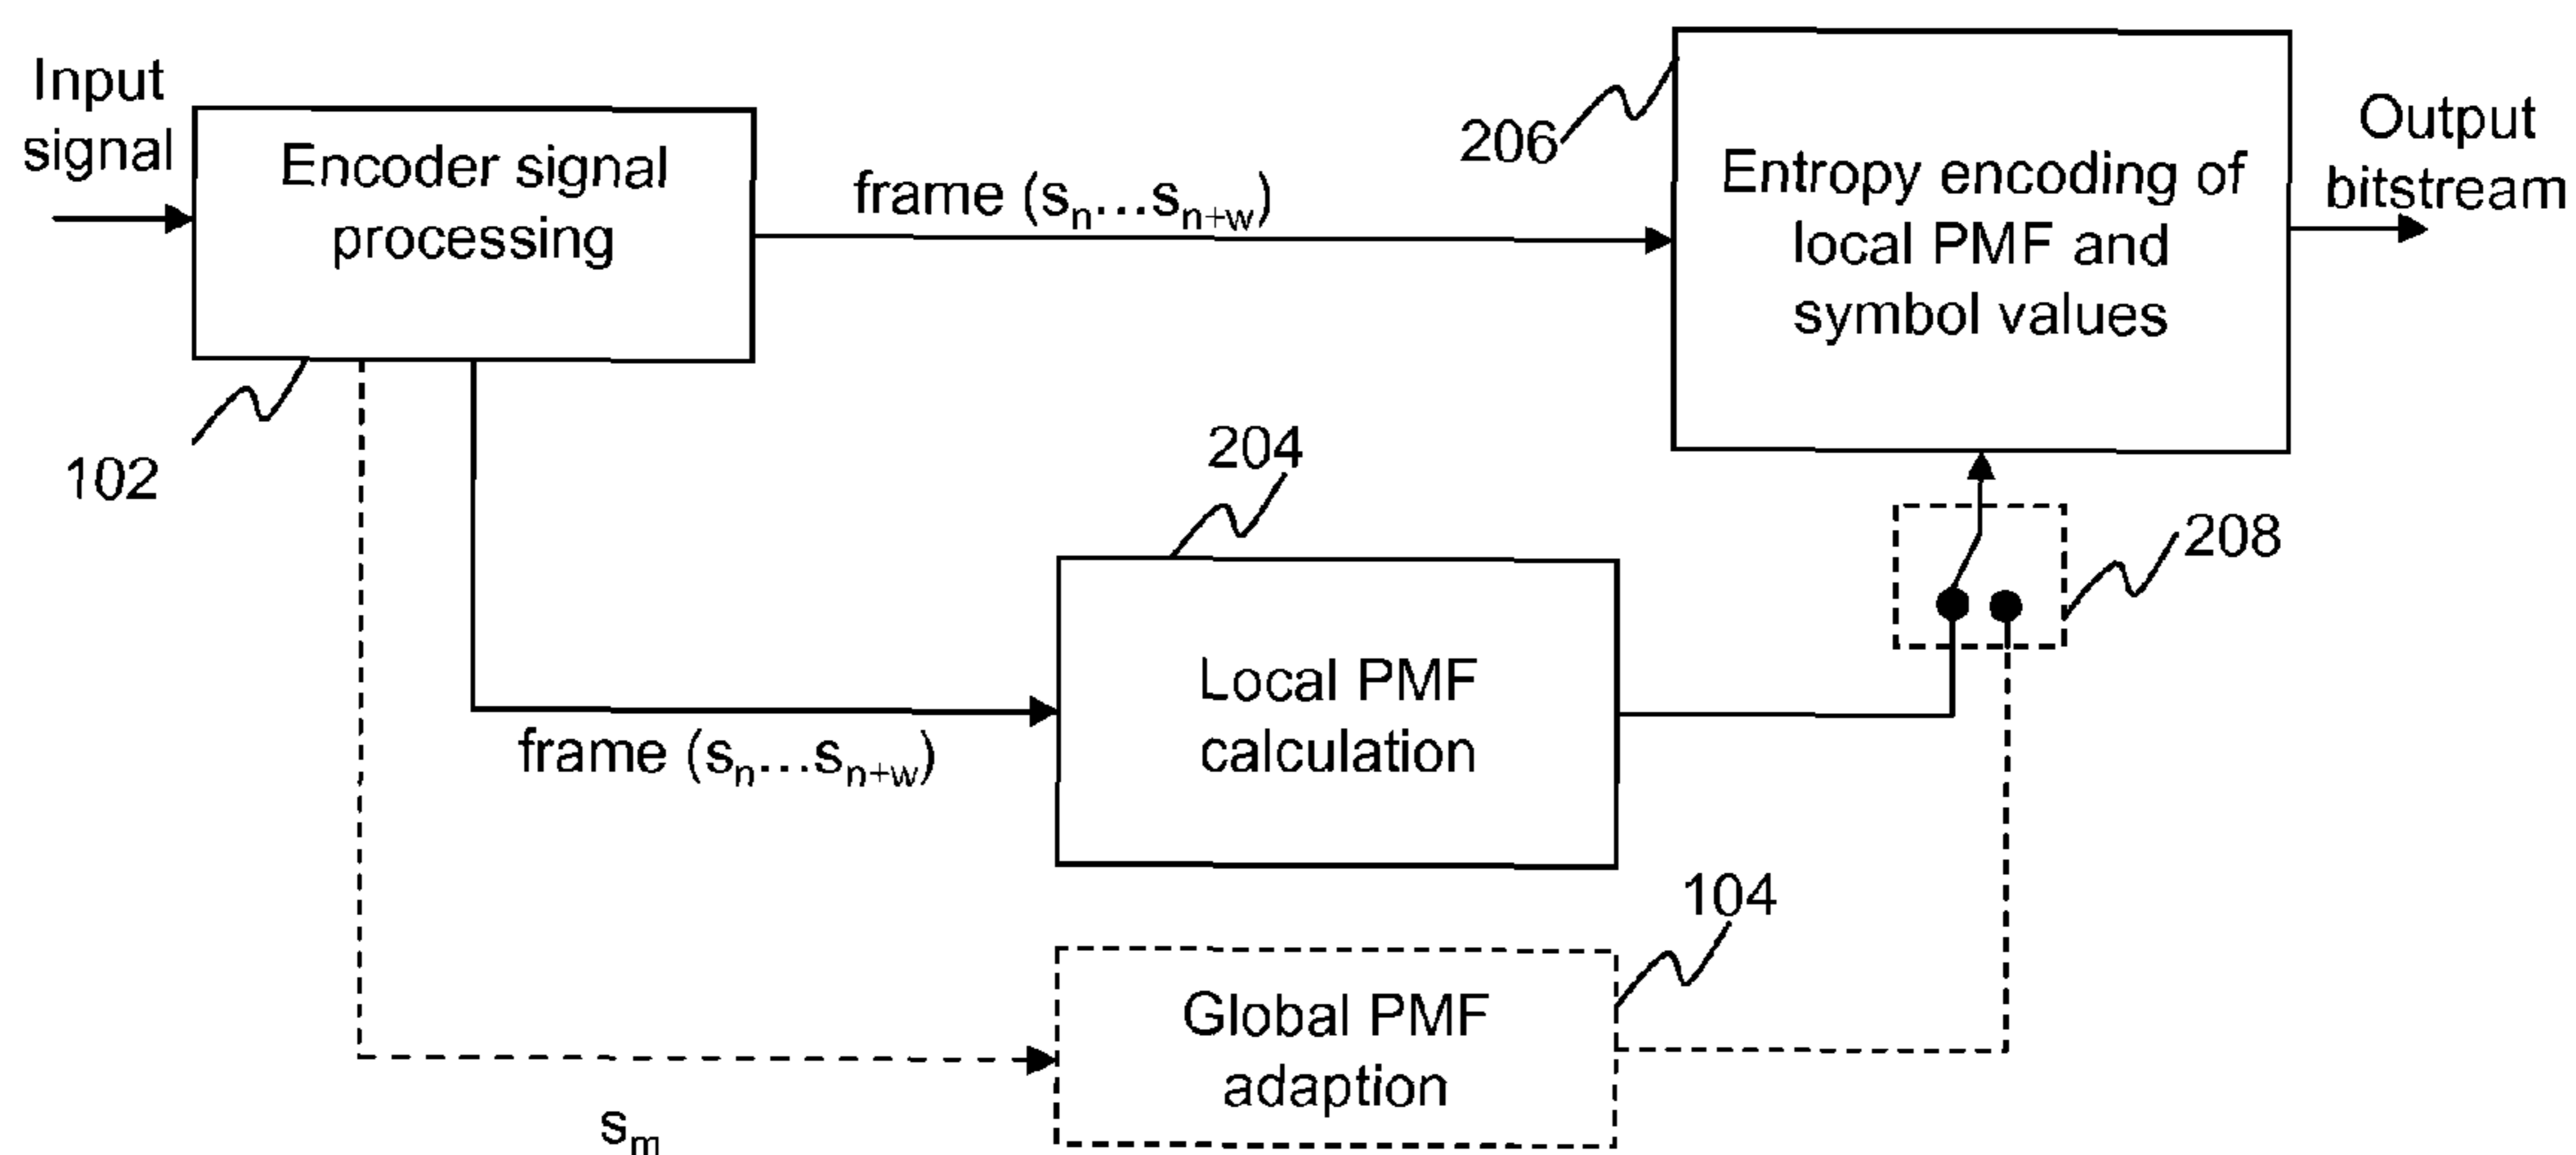 Input
signal
Encoder signal
processing
102
frame (sn...sn+w)
206
Entropy encoding of
local PMF and
symbol values
Output
bitstream
204
208
frame (sn...sn+w)
Local PMF
calculation
104
Global PMF
adaption
sm